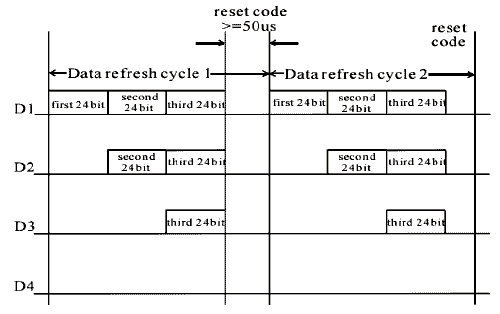 reset code
>=50us
reset
code
Data refresh cycle 1
Data refresh cycle 2
D1
first 24bit
second
24bit
third 24bit
first 24bit
second
24bit
third 24bit
D2
second
24bit
third 24bit
second
24bit
third 24bit
D3
third 24bit
third 24bit
D4